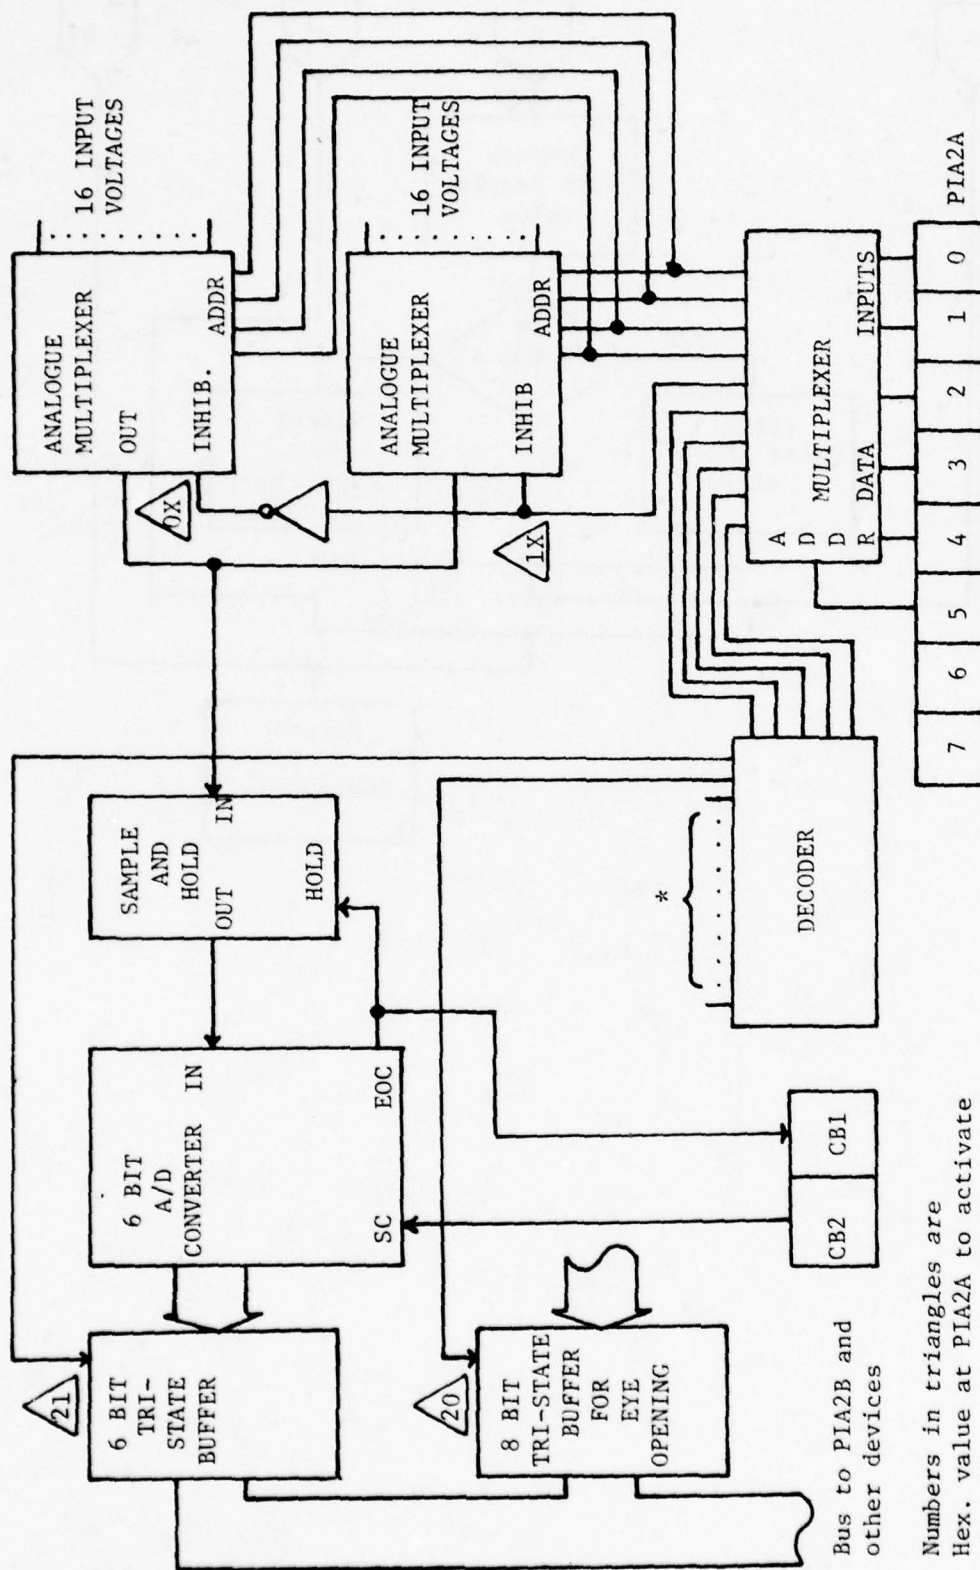 21
6 BIT
TRI-
STATE
BUFFER
6 BIT
A/D
CONVERTER IN
SC EOC
SAMPLE
AND
HOLD
OUT IN
HOLD
ANALOGUE
MULTIPLEXER
OUT
INHIB. ADDR
0X
16 INPUT
VOLTAGES
20
8 BIT
TRI-STATE
BUFFER
FOR
EYE
OPENING
ANALOGUE
MULTIPLEXER
INHIB ADDR
1X
16 INPUT
VOLTAGES
*
DECODER
A
D
D
R
MULTIPLEXER
DATA INPUTS
CB2 CB1
7 6 5 4 3 2 1 0 PIA2A
Bus to PIA2B and
other devices
Numbers in triangles are
Hex. value at PIA2A to activate